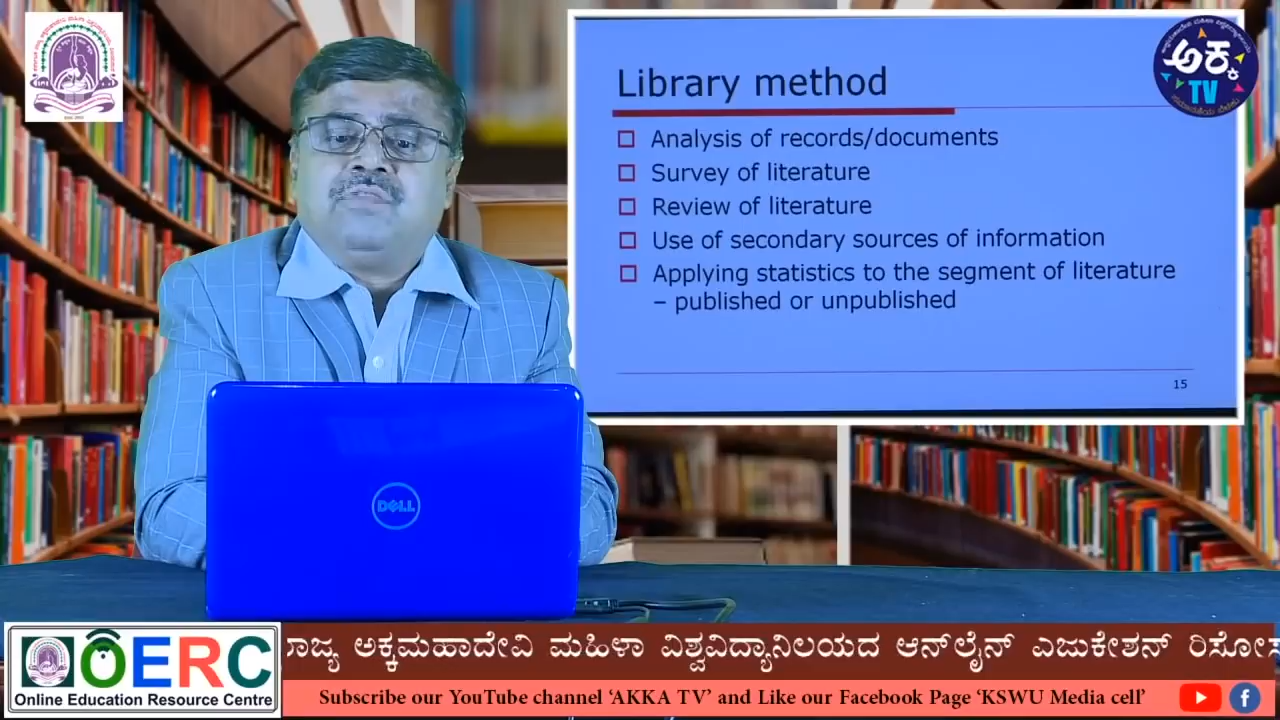 Library method
Analysis of records/documents
Survey of literature
Review of literature
Use of secondary sources of information
Applying statistics to the segment of literature
– published or unpublished
15
ಅಕ್ಕ
TV
DELL
OERC
Online Education Resource Centre
ರಾಜ್ಯ ಅಕ್ಕಮಹಾದೇವಿ ಮಹಿಳಾ ವಿಶ್ವವಿದ್ಯಾನಿಲಯದ ಆನ್‌ಲೈನ್ ಎಜುಕೇಶನ್
Subscribe our YouTube channel ‘AKKA TV’ and Like our Facebook Page ‘KSWU Media cell’